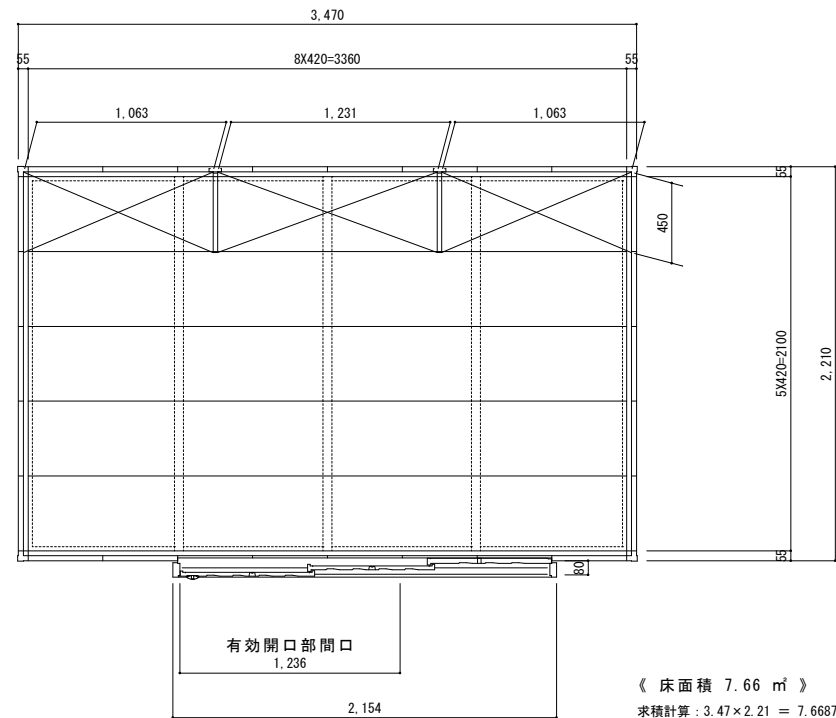 3,470
55
8X420=3360
55
1,063
1,231
1,063
55
450
5X420=2100
2,210
55
80
有効開口部間口
1,236
2,154
《 床面積 7.66 ㎡ 》
求積計算：3.47×2.21 = 7.6687